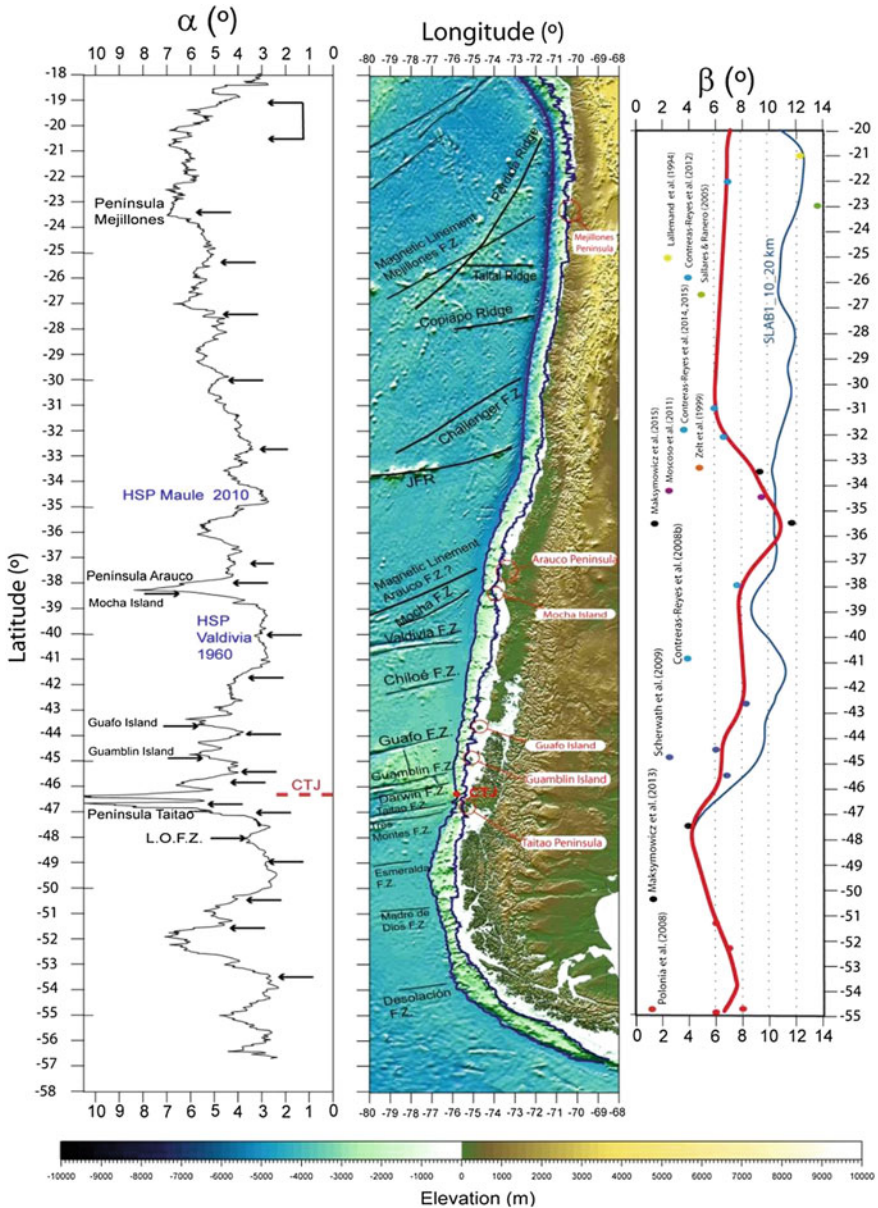 α (º)
10 9 8 7 6 5 4 3 2 1 0
-18
-19
-20
-21
-22
-23
-24
-25
-26
-27
-28
-29
-30
-31
-32
-33
-34
-35
-36
-37
-38
-39
-40
-41
-42
-43
-44
-45
-46
-47
-48
-49
-50
-51
-52
-53
-54
-55
-56
-57
-58
Latitude (º)
Península
Mejillones
HSP Maule 2010
Península Arauco
Mocha Island
HSP
Valdivia
1960
Guafo Island
Guamblin Island
CTJ
Península Taitao
L.O.F.Z.
10 9 8 7 6 5 4 3 2 1 0
Longitude (º)
-80 -79 -78 -77 -76 -75 -74 -73 -72 -71 -70 -69 -68
Perdida Ridge
Magnetic Linement
Mejillones F.Z.
Mejillones
Peninsula
Taltal Ridge
Copiapo Ridge
Challenger F.Z.
JFR
Magnetic Linement
Arauco F.Z.?
Arauco Peninsula
Mocha F.Z.
Mocha Island
Valdivia F.Z.
Chiloé F.Z.
Guafo F.Z.
Guafo Island
Guamblin F.Z.
Guamblin Island
Darwin F.Z.
CTJ
Taitao F.Z.
Tres
Montes F.Z.
Taitao Peninsula
Esmeralda
F.Z.
Madre de
Dios F.Z.
Desolación
F.Z.
-80 -79 -78 -77 -76 -75 -74 -73 -72 -71 -70 -69 -68
β (º)
0 2 4 6 8 10 12 14
-20
-21
-22
-23
-24
-25
-26
-27
-28
-29
-30
-31
-32
-33
-34
-35
-36
-37
-38
-39
-40
-41
-42
-43
-44
-45
-46
-47
-48
-50
-51
-52
-53
-54
-55
Lallemand et al. (1994)
Contreras-Reyes et al. (2012)
Sallares & Ranero (2005)
SLAB1_10_20 km
Maksymowicz et al. (2015)
Moscoso et al. (2011)
Contreras-Reyes et al. (2014, 2015)
Zelt et al. (1999)
Contreras-Reyes et al. (2008b)
Scherwath et al. (2009)
Maksymowicz et al. (2013)
Polonia et al. (2008)
0 2 4 6 8 10 12 14
-10000 -9000 -8000 -7000 -6000 -5000 -4000 -3000 -2000 -1000 0 1000 2000 3000 4000 5000 6000 7000 8000 9000 10000
Elevation (m)